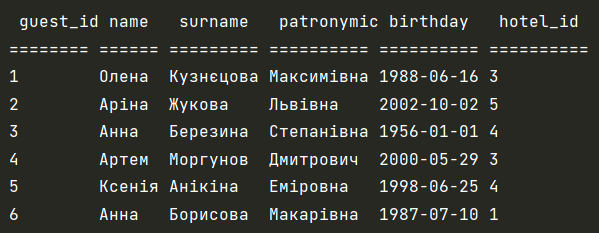 guest_id name surname patronymic birthday hotel_id
======== ====== ========= ========== ========== ==========
1 Олена Кузнєцова Максимівна 1988-06-16 3
2 Аріна Жукова Львівна 2002-10-02 5
3 Анна Березина Степанівна 1956-01-01 4
4 Артем Моргунов Дмитрович 2000-05-29 3
5 Ксенія Анікіна Еміровна 1998-06-25 4
6 Анна Борисова Макарівна 1987-07-10 1